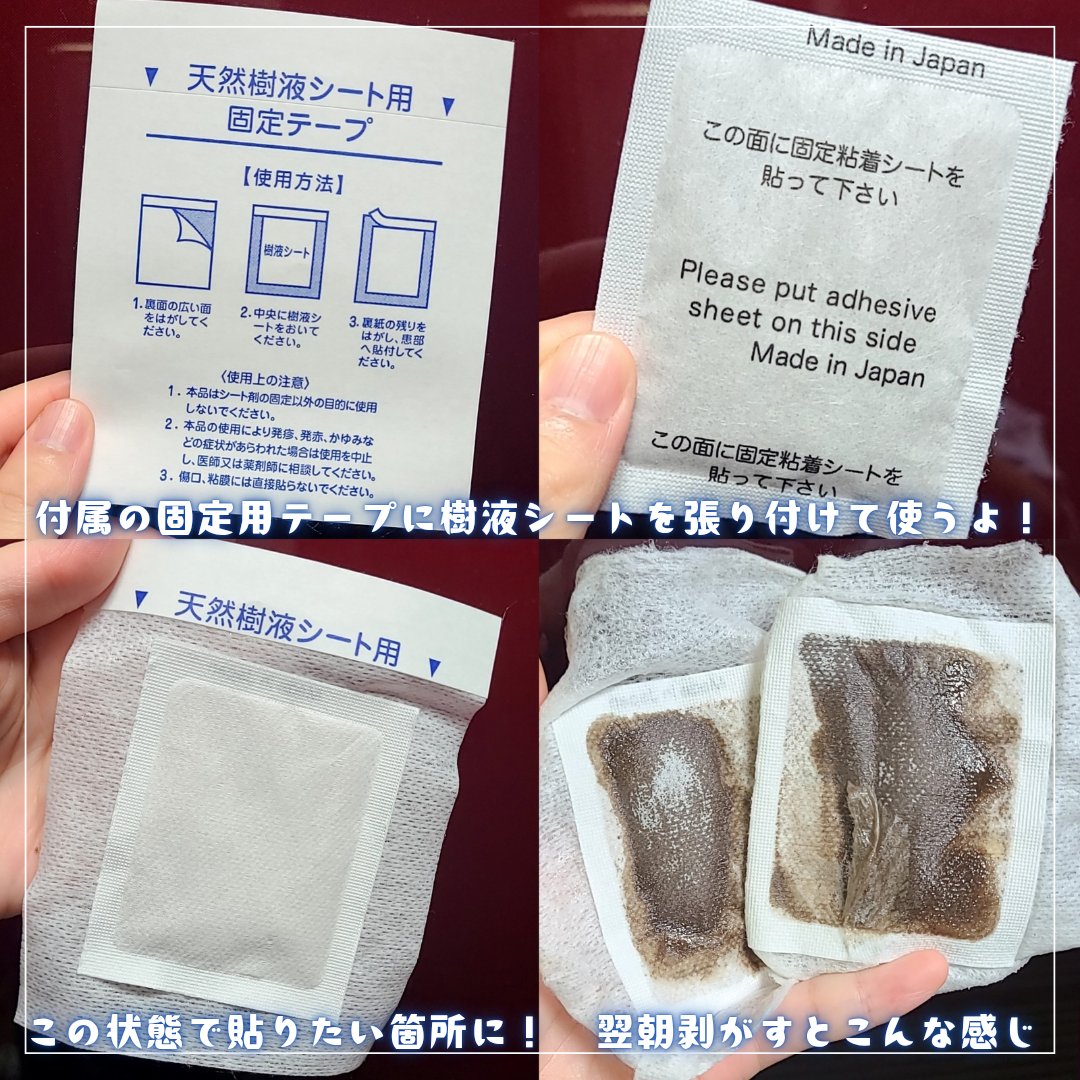 天然樹液シート用
固定テープ
【使用方法】
樹液シート
1.裏面の広い面
をはがしてく
ださい。
2.中央に樹液シ
ートをおいて
ください。
3.裏紙の残りを
はがし、患部
へ貼付してく
ださい。
〈使用上の注意〉
1. 本品はシート剤の固定以外の目的に使用
しないでください。
2. 本品の使用により発疹、発赤、かゆみな
どの症状があらわれた場合は使用を中止
し、医師又は薬剤師に相談してください。
3. 傷口、粘膜には直接貼らないでください。
Made in Japan
この面に固定粘着シートを
貼って下さい
Please put adhesive
sheet on this side
Made in Japan
この面に固定粘着シートを
貼って下さい
付属の固定用テープに樹液シートを張り付けて使うよ！
天然樹液シート用
この状態で貼りたい箇所に！
翌朝剥がすとこんな感じ